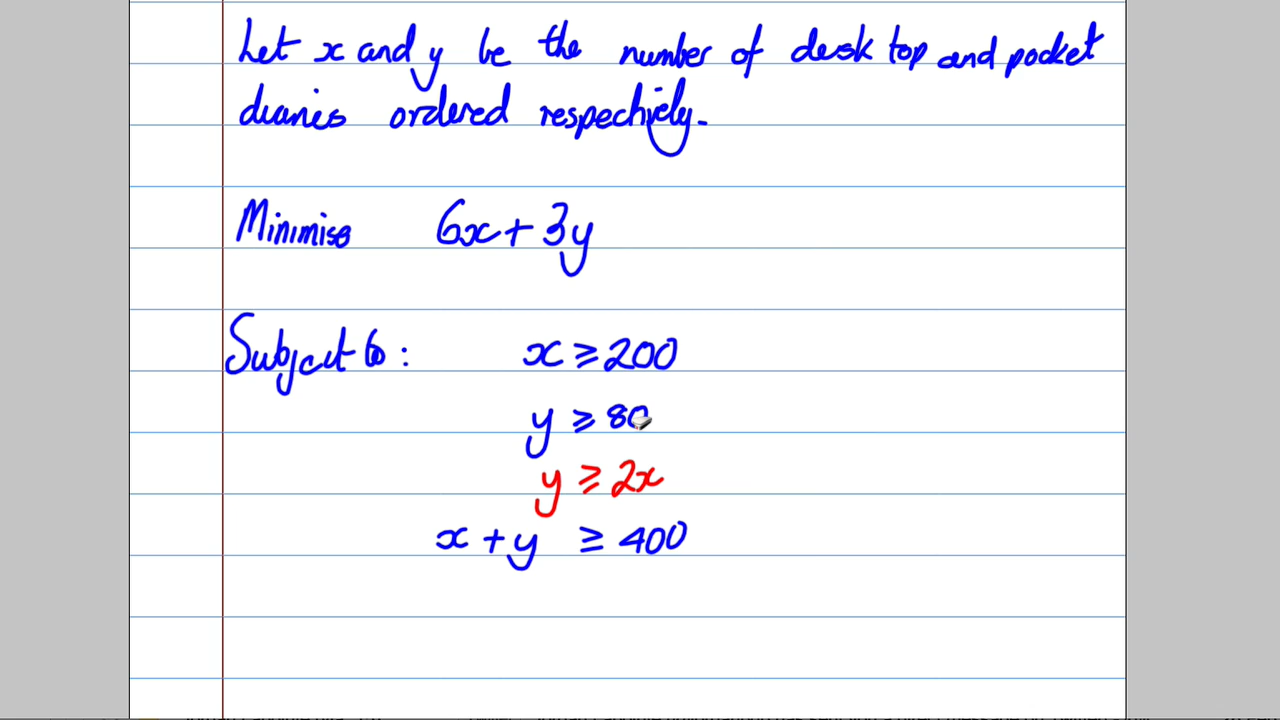 Let x and y be the number of desk top and pocket
diaries ordered respectively.
Minimise 6x + 3y
Subject to : x ≥ 200
y ≥ 80
y ≥ 2x
x + y ≥ 400